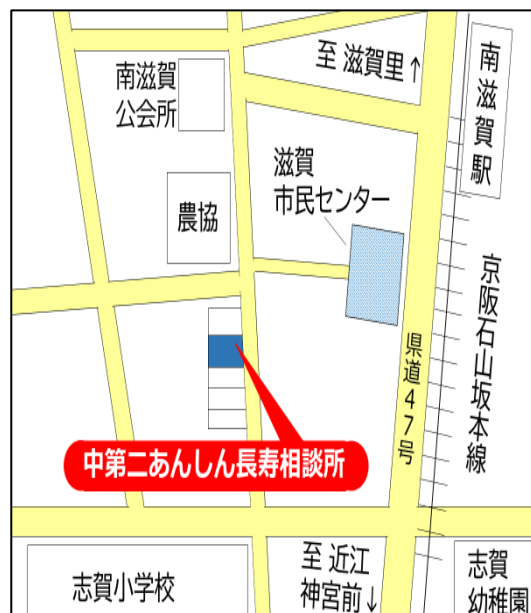 至 滋賀里↑
南滋賀駅
南滋賀
公会所
滋賀
市民センター
農協
京阪石山坂本線
県道47号
中第二あんしん長寿相談所
至 近江
神宮前↓
志賀小学校
志賀
幼稚園